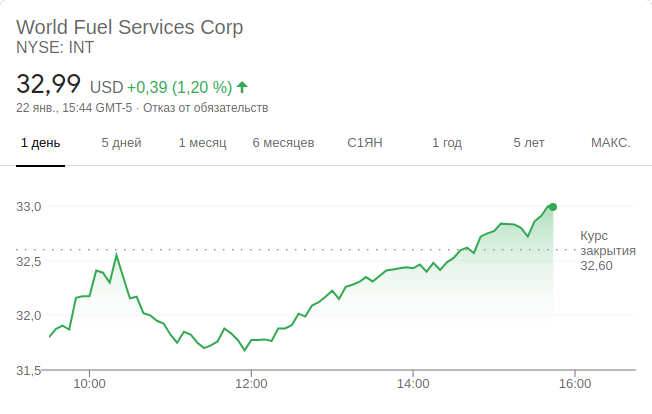 World Fuel Services Corp
NYSE: INT
32,99 USD +0,39 (1,20 %)
22 янв., 15:44 GMT-5 · Отказ от обязательств
1 день 5 дней 1 месяц 6 месяцев С1ЯН 1 год 5 лет МАКС.
33,0
Курс
закрытия
32,60
32,5
32,0
31,5
10:00 12:00 14:00 16:00